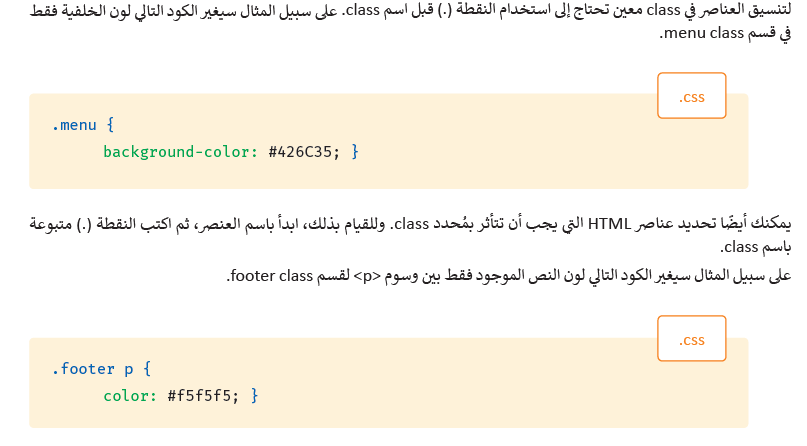 لتنسيق العناصر في class معين تحتاج إلى استخدام النقطة (.) قبل اسم class. على سبيل المثال سيغير الكود التالي لون الخلفية فقط
في قسم menu class.
.css
.menu {
background-color: #426C35; }
يمكنك أيضًا تحديد عناصر HTML التي يجب أن تتأثر بمُحدد class. وللقيام بذلك، ابدأ باسم العنصر، ثم اكتب النقطة (.) متبوعة
باسم class.
على سبيل المثال سيغير الكود التالي لون النص الموجود فقط بين وسوم <p> لقسم footer class.
.css
.footer p {
color: #f5f5f5; }